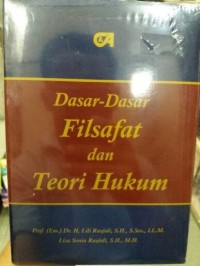 Dasar-Dasar
Filsafat
dan
Teori Hukum
Prof. (Em.) Dr. H. Lili Rasjidi, S.H., S.Sos., LL.M.
Liza Sonia Rasjidi, S.H., M.H.